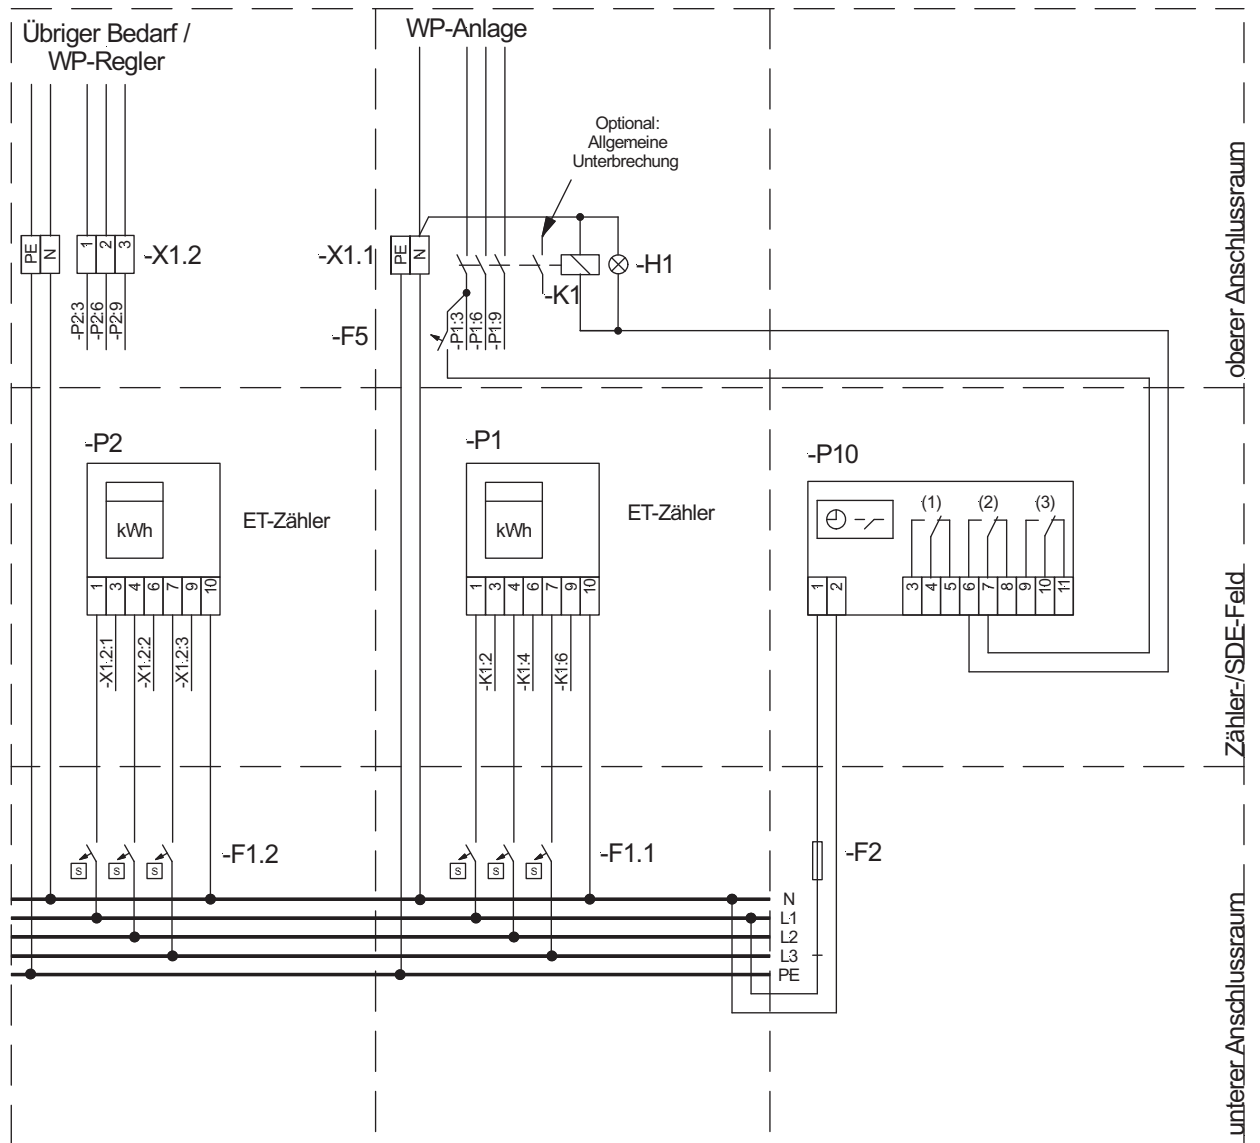 Übriger Bedarf /
WP-Regler
WP-Anlage
Optional:
Allgemeine
Unterbrechung
oberer Anschlussraum
PE
N
1
2
3
-X1.2
-X1.1
PE
N
-K1
-H1
-P2:3
-P2:6
-P2:9
-F5
-P1:3
-P1:6
-P1:9
-P2
kWh
ET-Zähler
1
3
4
6
7
9
10
-X1:2:1
-X1:2:2
-X1:2:3
-P1
kWh
ET-Zähler
1
3
4
6
7
9
10
-K1:2
-K1:4
-K1:6
-P10
(1)
(2)
(3)
1
2
3
4
5
6
7
8
9
10
11
Zähler-/SDE-Feld
s
s
s
-F1.2
s
s
s
-F1.1
-F2
N
L1
L2
L3
PE
unterer Anschlussraum